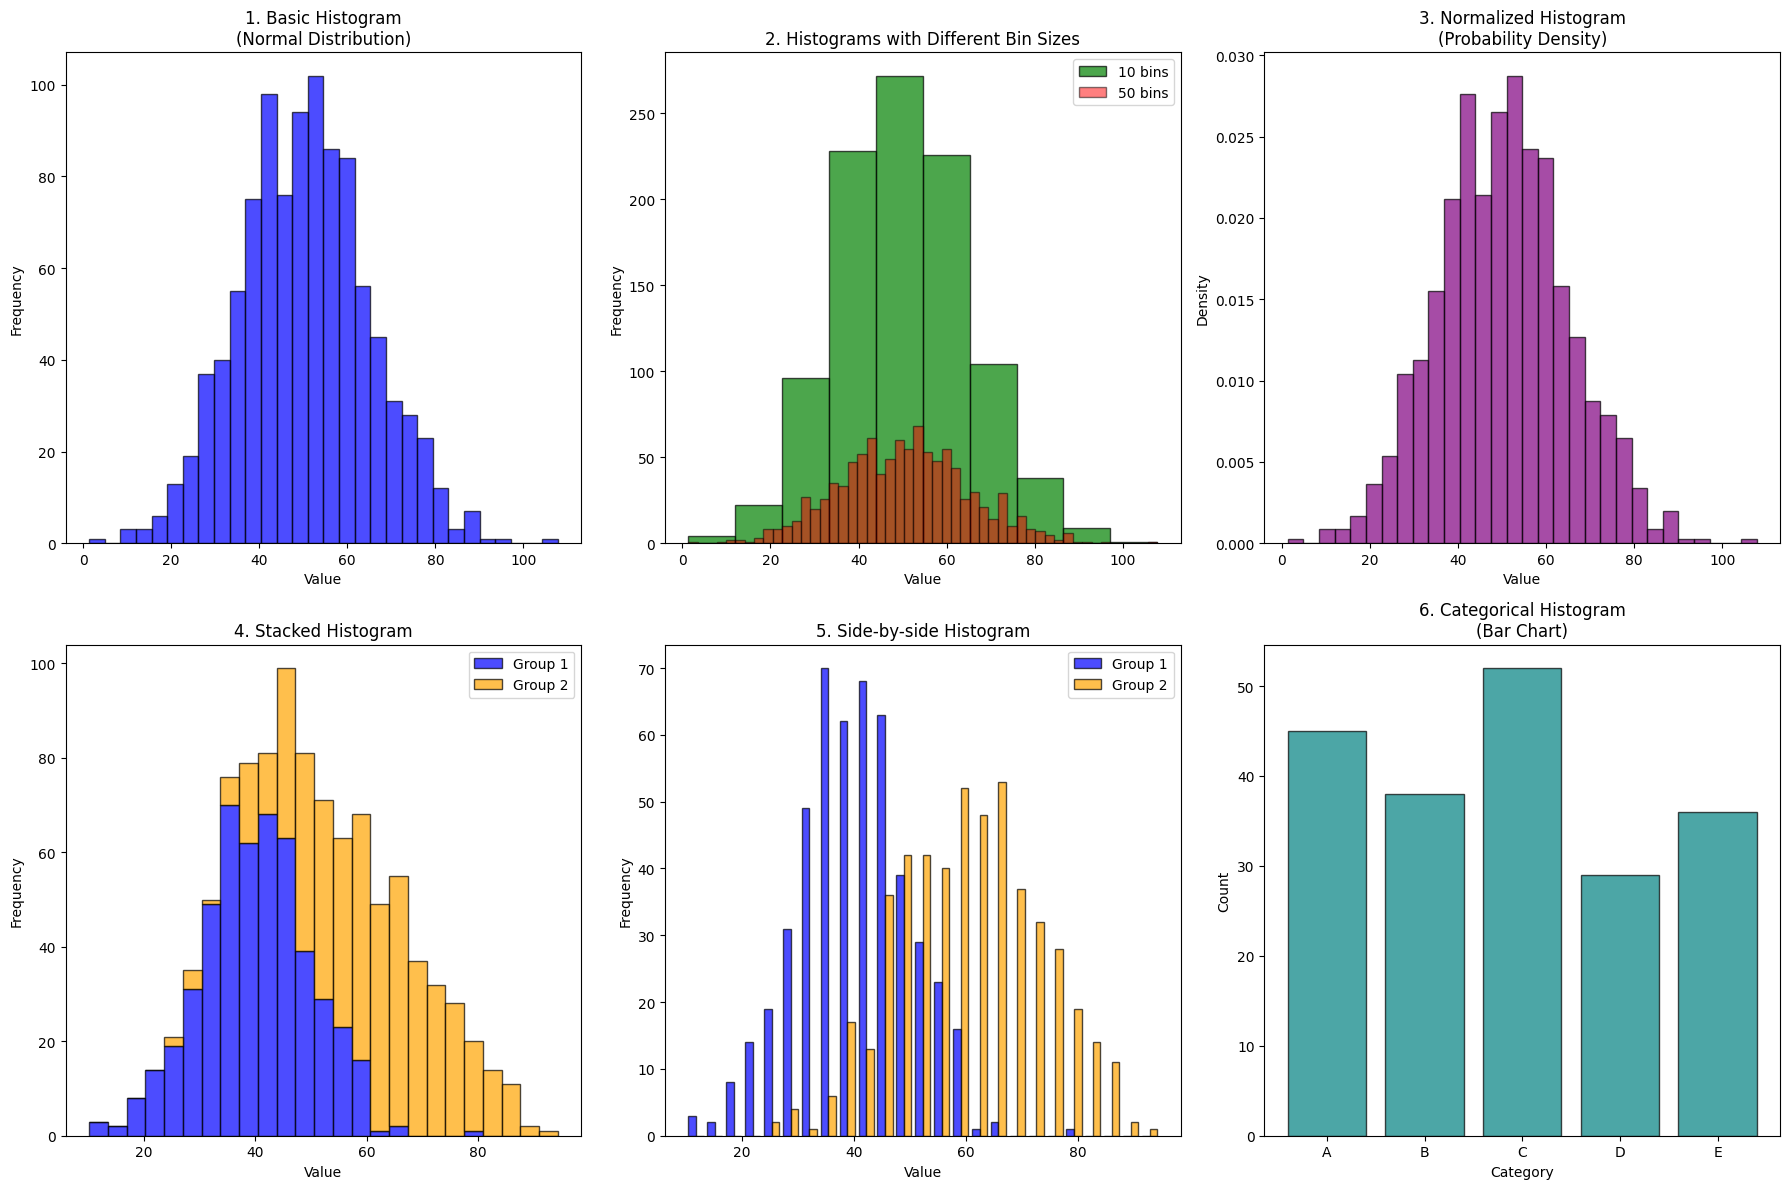 1. Basic Histogram
(Normal Distribution)
100
80
60
40
20
0
Frequency
0 20 40 60 80 100
Value
2. Histograms with Different Bin Sizes
10 bins
50 bins
250
200
150
100
50
0
Frequency
0 20 40 60 80 100
Value
3. Normalized Histogram
(Probability Density)
0.030
0.025
0.020
0.015
0.010
0.005
0.000
Density
0 20 40 60 80 100
Value
4. Stacked Histogram
Group 1
Group 2
100
80
60
40
20
0
Frequency
20 40 60 80
Value
5. Side-by-side Histogram
Group 1
Group 2
70
60
50
40
30
20
10
0
Frequency
20 40 60 80
Value
6. Categorical Histogram
(Bar Chart)
50
40
30
20
10
0
Count
A B C D E
Category